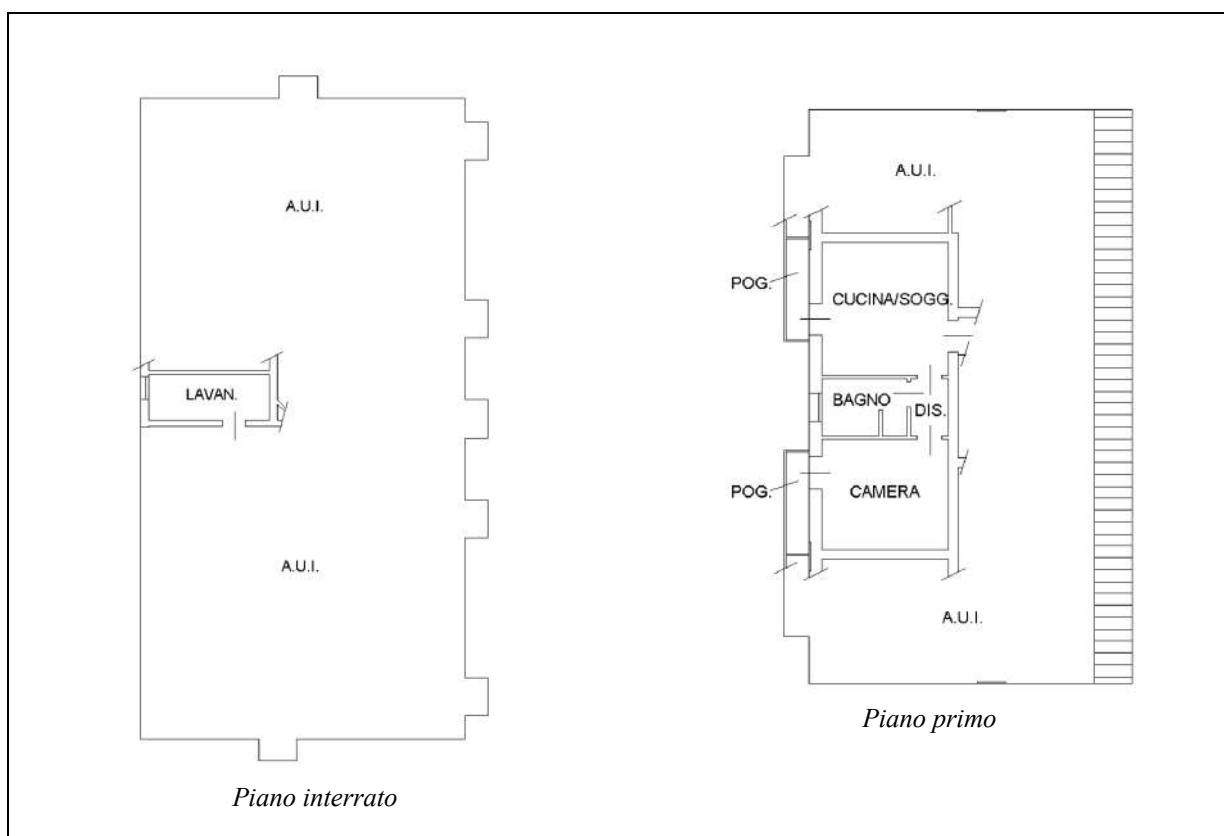 A.U.I.
LAVAN.
A.U.I.
Piano interrato
A.U.I.
POG.
CUCINA/SOGG.
BAGNO
DIS.
POG.
CAMERA
A.U.I.
Piano primo